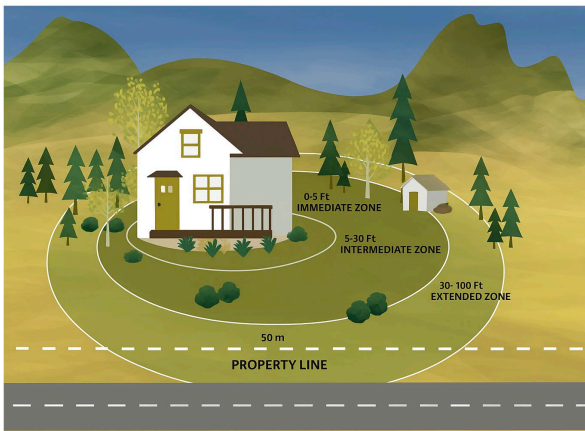 0-5 Ft
IMMEDIATE ZONE
5-30 Ft
INTERMEDIATE ZONE
30-100 Ft
EXTENDED ZONE
50 m
PROPERTY LINE